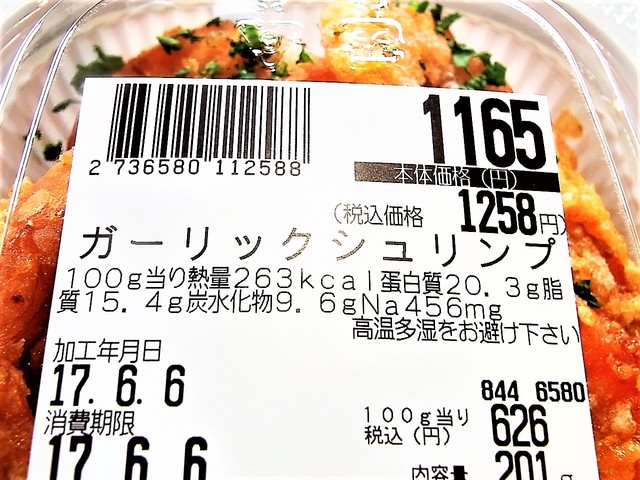 1165
本体価格(円)
2 736580 112588
(税込価格 1258円)
ガーリックシュリンプ
100g当り熱量263kcal蛋白質20.3g脂
質15.4g炭水化物9.6gNa456mg
高温多湿をお避け下さい
加工年月日
17.6.6
844 6580
消費期限
100g当り
税込(円) 626
17.6.6
内容量 201g